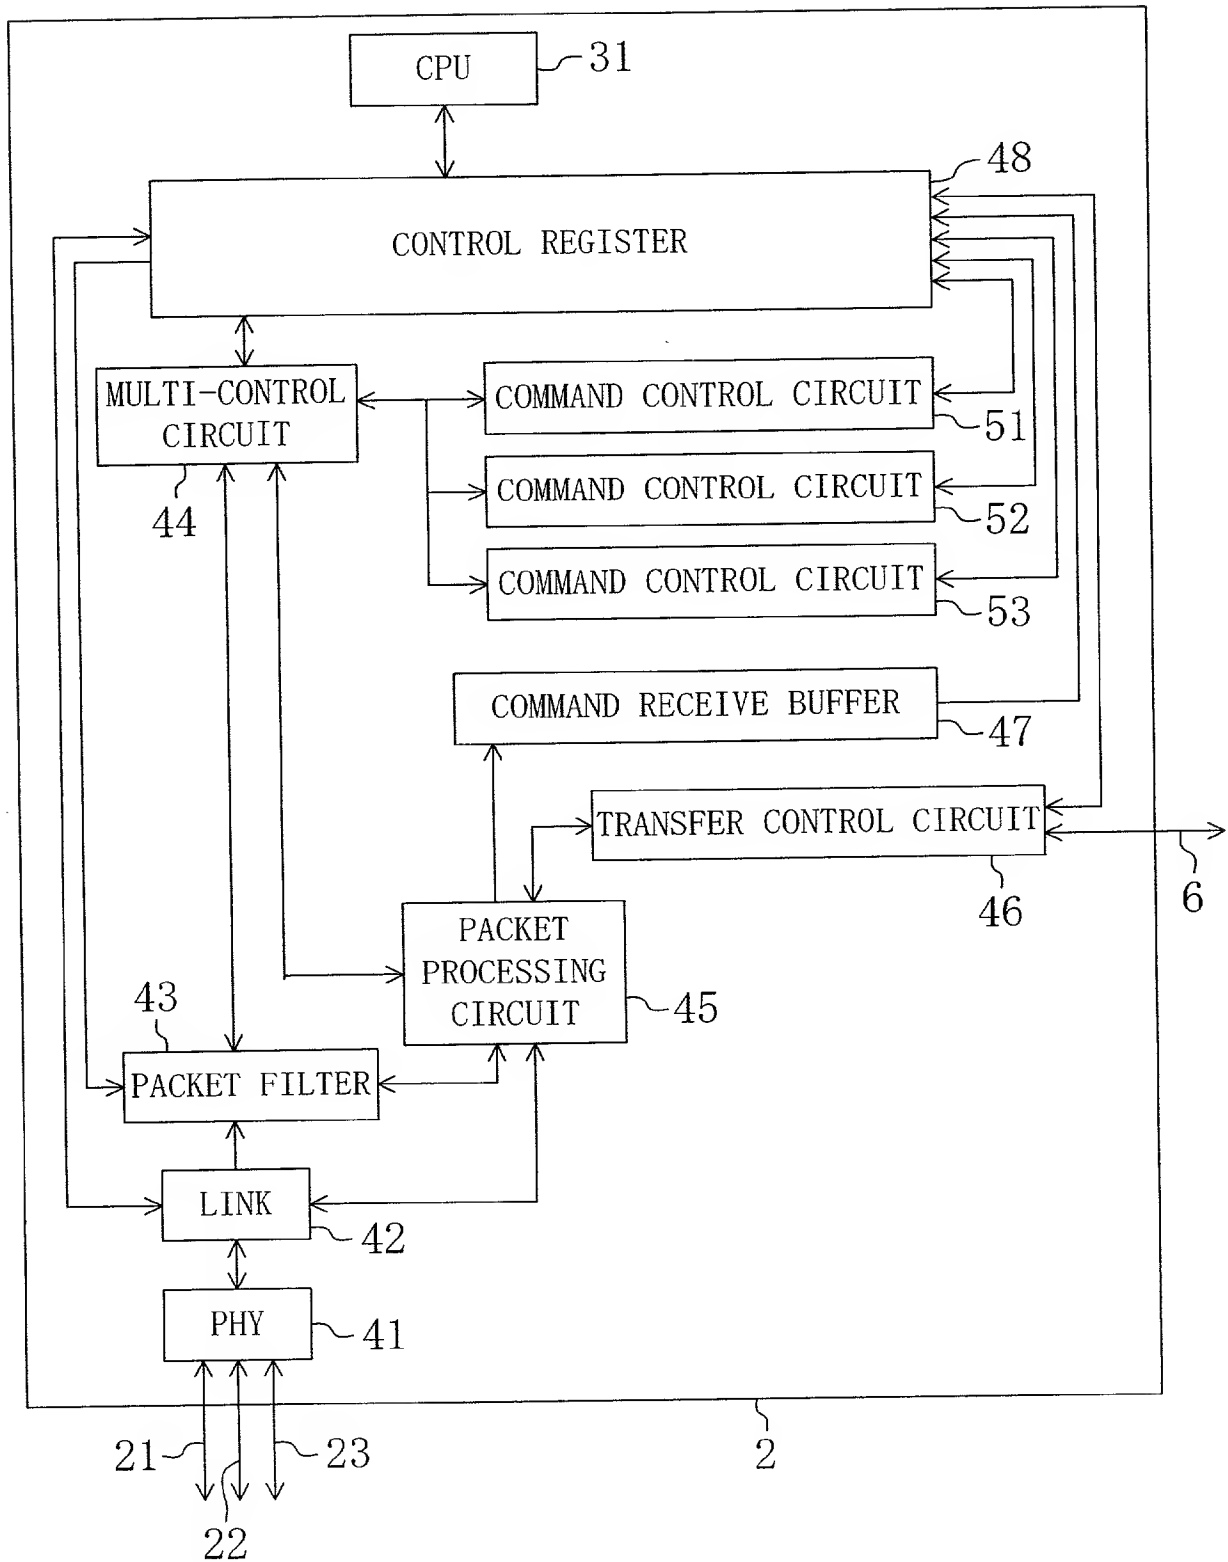 CPU
31
48
CONTROL REGISTER
MULTI-CONTROL
CIRCUIT
44
COMMAND CONTROL CIRCUIT
51
COMMAND CONTROL CIRCUIT
52
COMMAND CONTROL CIRCUIT
53
COMMAND RECEIVE BUFFER
47
TRANSFER CONTROL CIRCUIT
46
6
PACKET
PROCESSING
CIRCUIT
45
43
PACKET FILTER
LINK
42
PHY
41
21
22
23
2